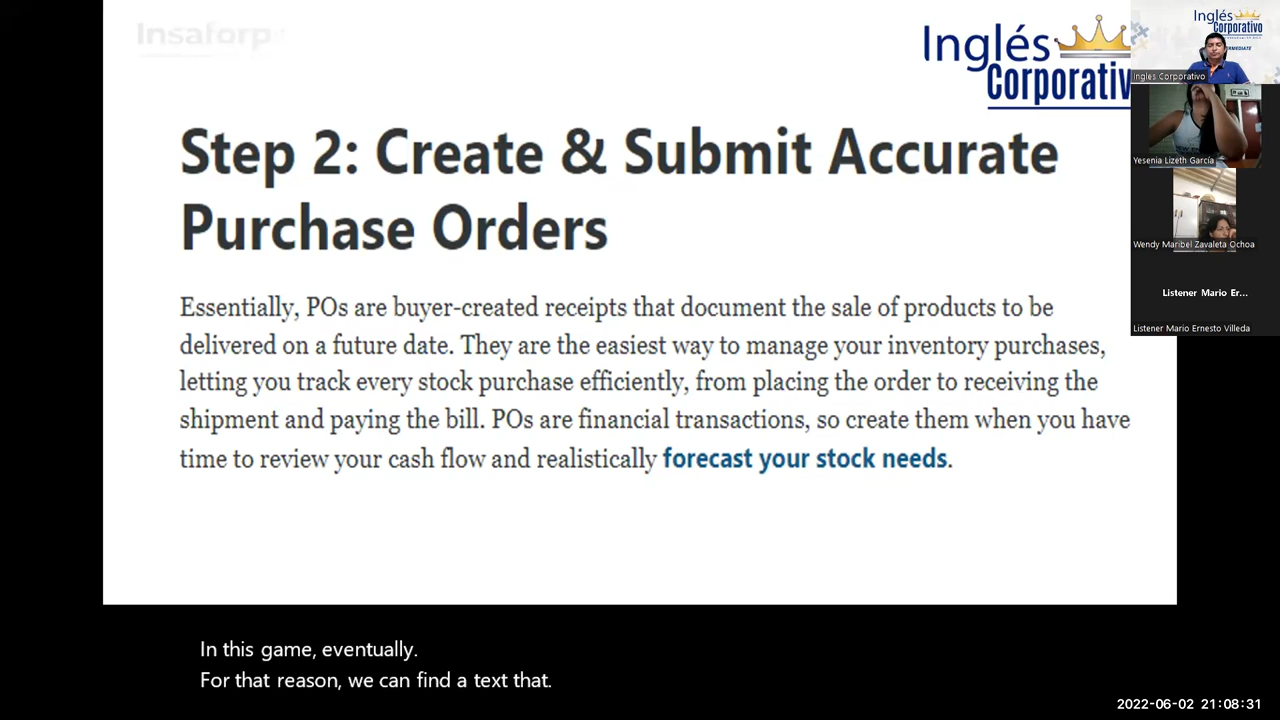 Insaforp
Inglés
Corporativ
Step 2: Create & Submit Accurate
Purchase Orders
Essentially, POs are buyer-created receipts that document the sale of products to be
delivered on a future date. They are the easiest way to manage your inventory purchases,
letting you track every stock purchase efficiently, from placing the order to receiving the
shipment and paying the bill. POs are financial transactions, so create them when you have
time to review your cash flow and realistically forecast your stock needs.
Inglés
Corporativo
Ingles Corporativo
Yesenia Lizeth García
Wendy Maribel Zavaleta Ochoa
Listener Mario Er...
Listener Mario Ernesto Villeda
In this game, eventually.
For that reason, we can find a text that.
2022-06-02 21:08:31